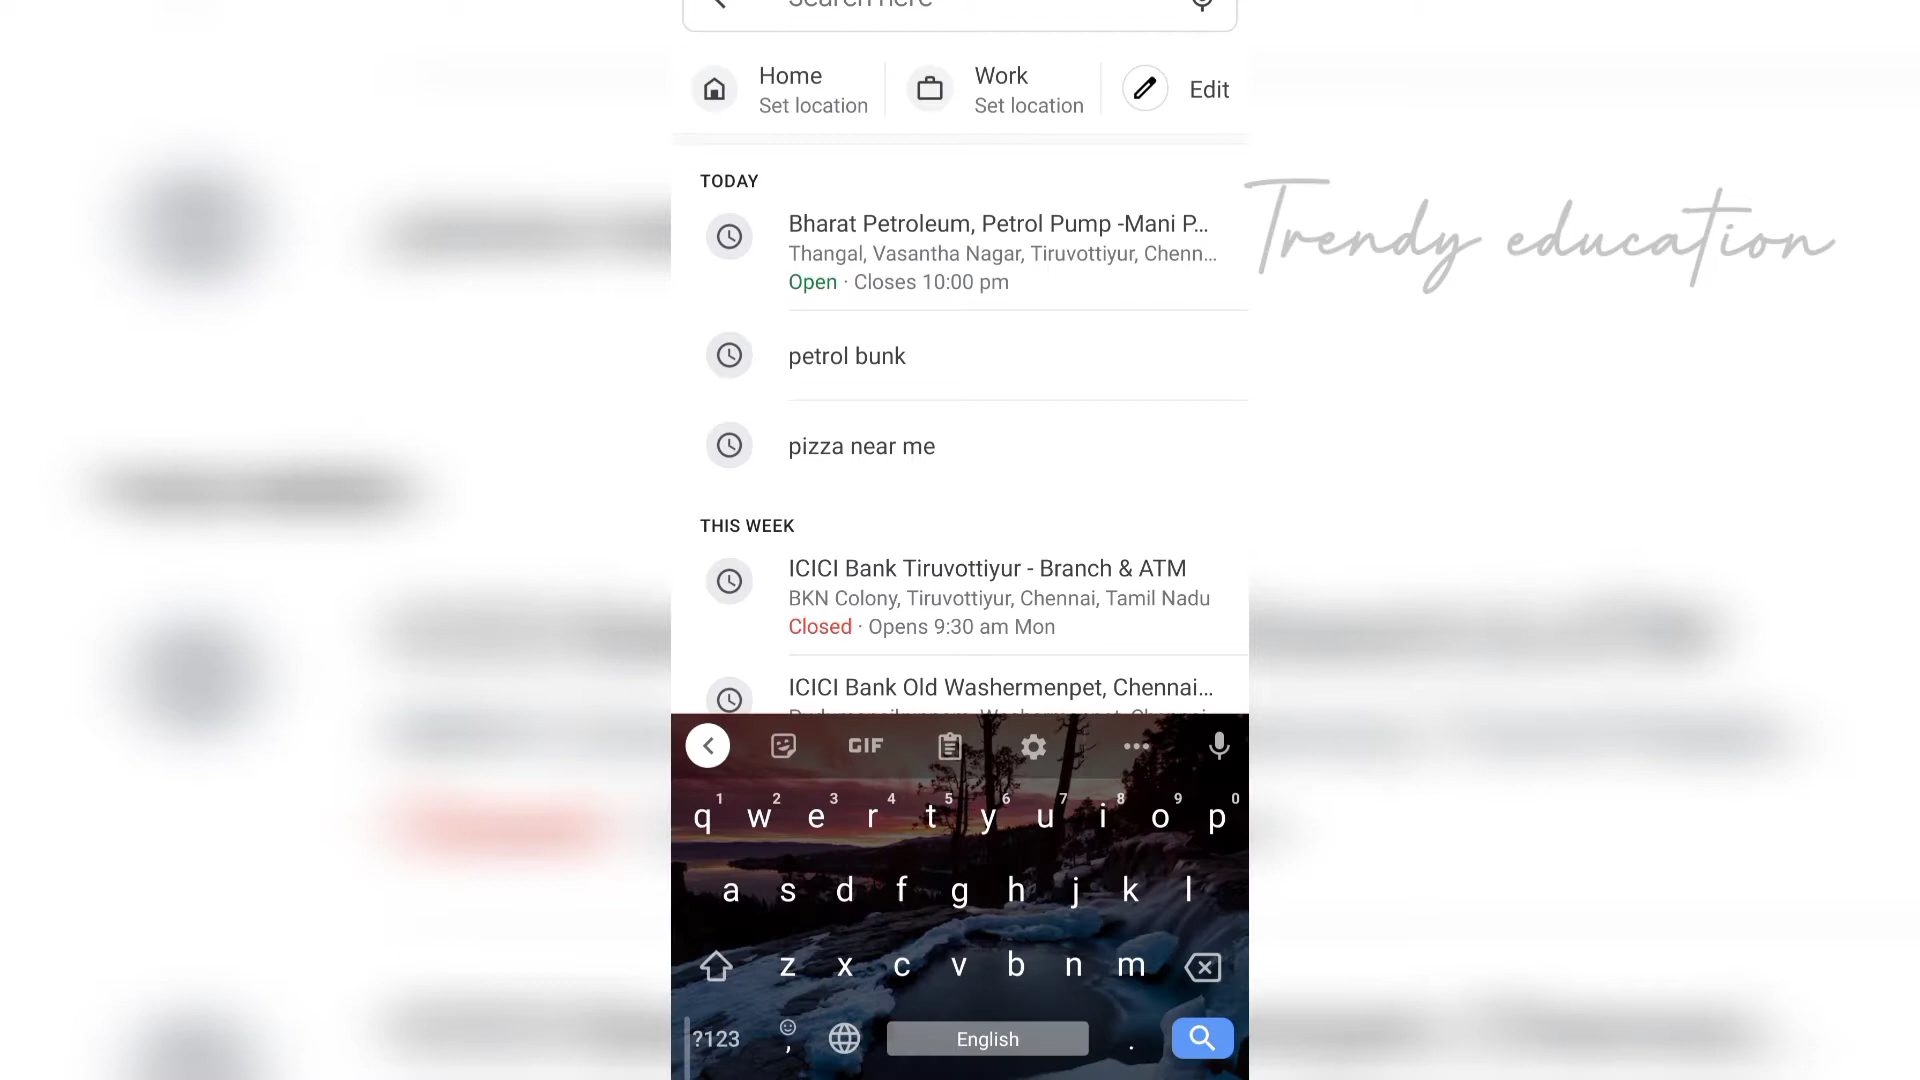 Search here
Home
Set location
Work
Set location
Edit
TODAY
Bharat Petroleum, Petrol Pump -Mani P...
Thangal, Vasantha Nagar, Tiruvottiyur, Chenn...
Open · Closes 10:00 pm
Trendy education
petrol bunk
pizza near me
THIS WEEK
ICICI Bank Tiruvottiyur - Branch & ATM
BKN Colony, Tiruvottiyur, Chennai, Tamil Nadu
Closed · Opens 9:30 am Mon
ICICI Bank Old Washermenpet, Chennai...
GIF
1 2 3 4 5 6 7 8 9 0
q w e r t y u i o p
a s d f g h j k l
z x c v b n m
?123 , English .